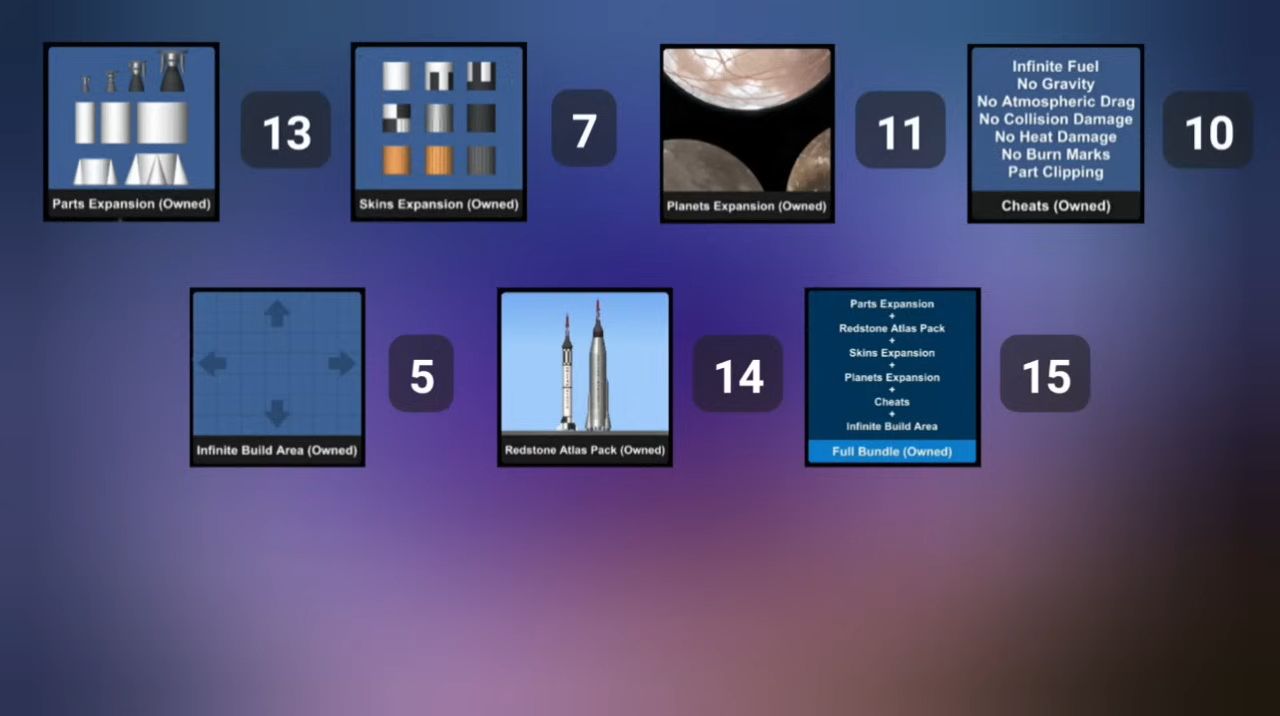 Parts Expansion (Owned)
13
Skins Expansion (Owned)
7
Planets Expansion (Owned)
11
Infinite Fuel
No Gravity
No Atmospheric Drag
No Collision Damage
No Heat Damage
No Burn Marks
Part Clipping
Cheats (Owned)
10
Infinite Build Area (Owned)
5
Redstone Atlas Pack (Owned)
14
Parts Expansion
+
Redstone Atlas Pack
+
Skins Expansion
+
Planets Expansion
+
Cheats
+
Infinite Build Area
Full Bundle (Owned)
15